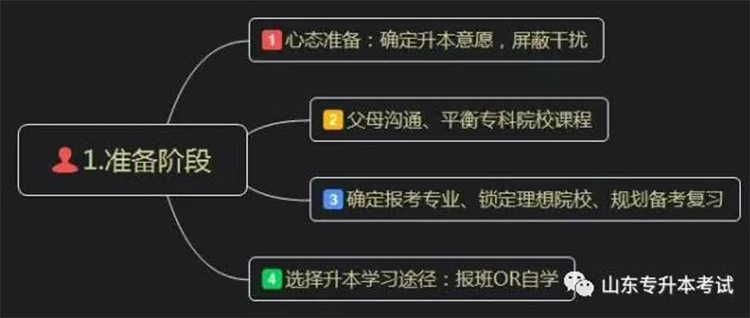 1 心态准备：确定升本意愿，屏蔽干扰
2 父母沟通、平衡专科院校课程
1.准备阶段
3 确定报考专业、锁定理想院校、规划备考复习
4 选择升本学习途径：报班OR自学
山东专升本考试